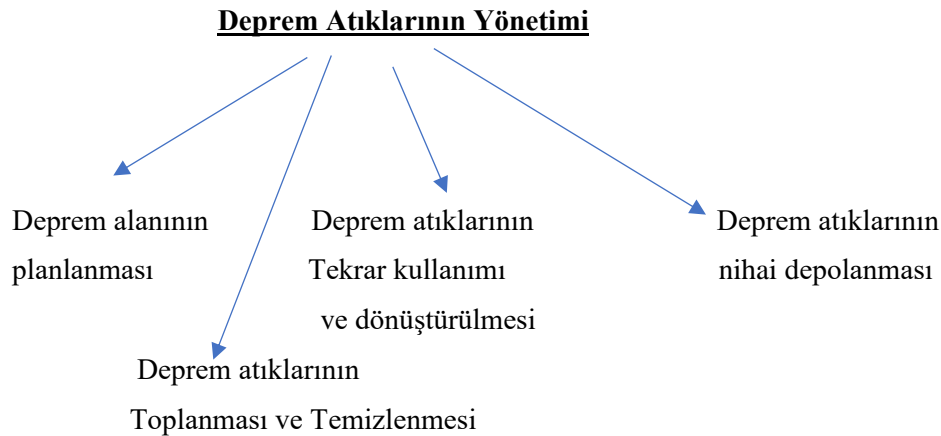 Deprem Atıklarının Yönetimi
Deprem alanının
planlanması
Deprem atıklarının
Tekrar kullanımı
ve dönüştürülmesi
Deprem atıklarının
nihai depolanması
Deprem atıklarının
Toplanması ve Temizlenmesi